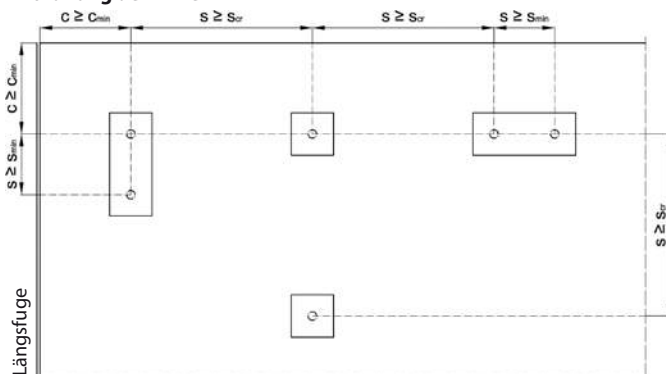 c ≥ cmin s ≥ scr s ≥ scr s ≥ smin
c ≥ cmin
s ≥ smin
s ≥ scr
Längsfuge